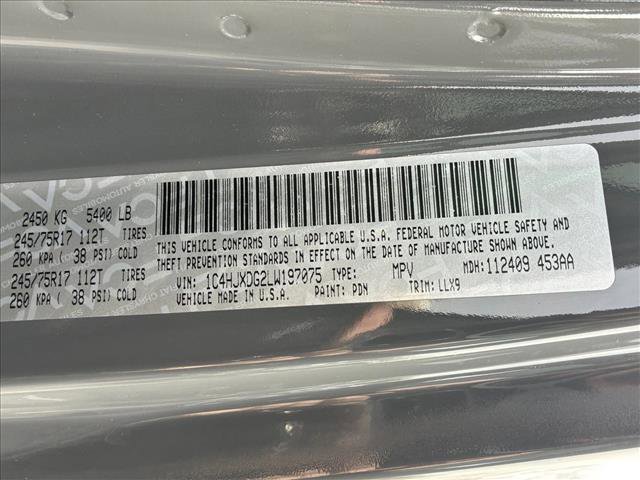 2450 KG 5400 LB
245/75R17 112T TIRES
260 KPA ( 38 PSI) COLD
245/75R17 112T TIRES
260 KPA ( 38 PSI) COLD
THIS VEHICLE CONFORMS TO ALL APPLICABLE U.S.A. FEDERAL MOTOR VEHICLE SAFETY AND
THEFT PREVENTION STANDARDS IN EFFECT ON THE DATE OF MANUFACTURE SHOWN ABOVE.
VIN: 1C4HJXDG2LW197075 TYPE: MPV MDH:112409 453AA
VEHICLE MADE IN U.S.A. PAINT: PDN TRIM: LLX9